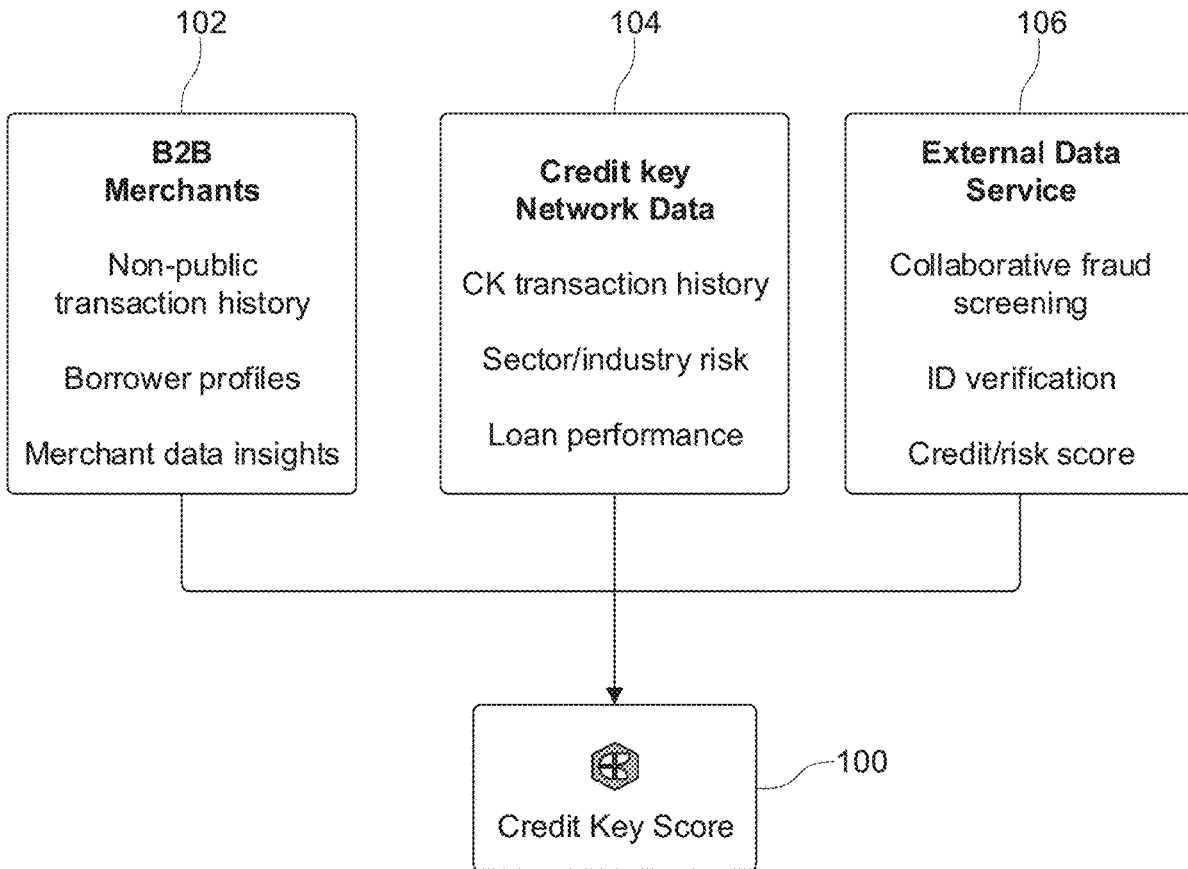 102
104
106
B2B
Merchants
Non-public
transaction history
Borrower profiles
Merchant data insights
Credit key
Network Data
CK transaction history
Sector/industry risk
Loan performance
External Data
Service
Collaborative fraud
screening
ID verification
Credit/risk score
100
Credit Key Score